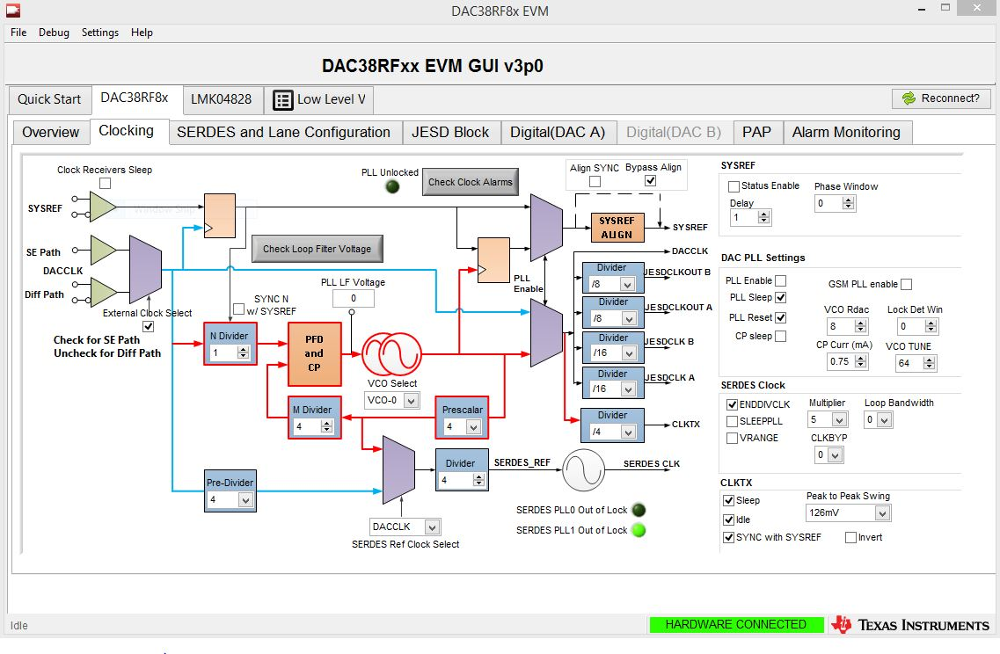 DAC38RF8x EVM
File Debug Settings Help
DAC38RFxx EVM GUI v3p0
Quick Start DAC38RF8x LMK04828 Low Level V Reconnect?
Overview Clocking SERDES and Lane Configuration JESD Block Digital(DAC A) Digital(DAC B) PAP Alarm Monitoring
Clock Receivers Sleep
SYSREF
SE Path
DACCLK
Diff Path
External Clock Select
Check for SE Path
Uncheck for Diff Path
PLL Unlocked
Check Clock Alarms
Align SYNC Bypass Align
SYSREF
ALIGN
SYSREF
Check Loop Filter Voltage
PLL LF Voltage
0
SYNC N
w/ SYSREF
N Divider
1
PFD
and
CP
VCO Select
VCO-0
M Divider
4
Prescalar
4
PLL
Enable
DACCLK
Divider
/8
JESDCLKOUT B
Divider
/8
JESDCLKOUT A
Divider
/16
JESDCLK B
Divider
/16
JESDCLK A
Divider
/4
CLKTX
Pre-Divider
4
Divider
4
SERDES_REF
SERDES CLK
DACCLK
SERDES Ref Clock Select
SERDES PLL0 Out of Lock
SERDES PLL1 Out of Lock
SYSREF
Status Enable Phase Window
Delay 0
1
DAC PLL Settings
PLL Enable GSM PLL enable
PLL Sleep
PLL Reset VCO Rdac Lock Det Win
8 0
CP sleep CP Curr (mA) VCO TUNE
0.75 64
SERDES Clock
ENDDIVCLK Multiplier Loop Bandwidth
SLEEPPLL 5 0
VRANGE CLKBYP
0
CLKTX
Sleep Peak to Peak Swing
Idle 126mV
SYNC with SYSREF Invert
Idle HARDWARE CONNECTED TEXAS INSTRUMENTS